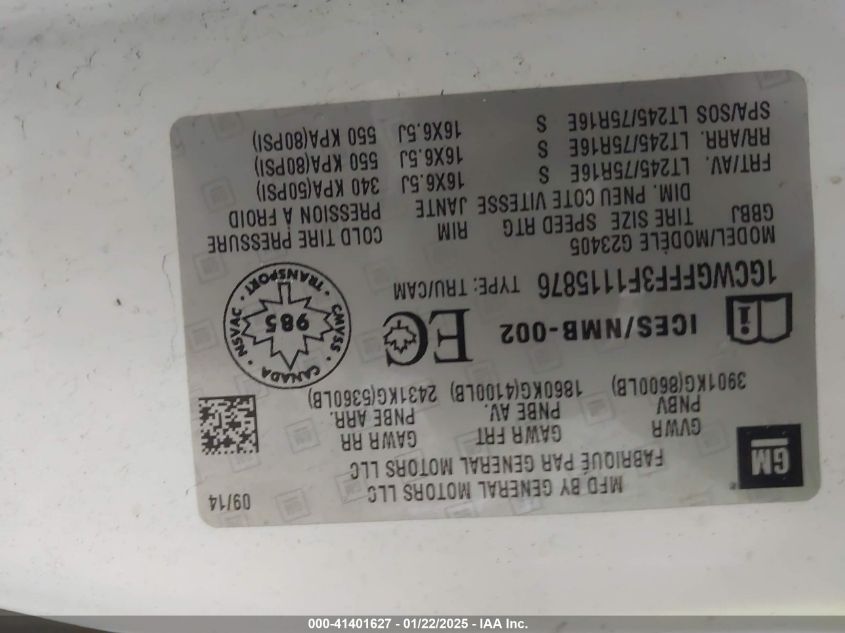 GM
MFD BY GENERAL MOTORS LLC 09/14
FABRIQUÉ PAR GENERAL MOTORS LLC
GVWR GAWR FRT GAWR RR
PNBV PNBE AV. PNBE ARR.
3901KG(8600LB) 1860KG(4100LB) 2431KG(5360LB)
ICES/NMB-002 EC
CANADA · NSVAC · TRANSPORT · CMVSS ·
985
1GCWGFFF3F1115876 TYPE: TRU/CAM
MODEL/MODÈLE G23405
GBBJ TIRE SIZE SPEED RTG RIM COLD TIRE PRESSURE
DIM. PNEU COTE VITESSE JANTE PRESSION À FROID
FRT/AV. LT245/75R16E S 16X6.5J 340 KPA(50PSI)
RR/ARR. LT245/75R16E S 16X6.5J 550 KPA(80PSI)
SPA/SOS LT245/75R16E S 16X6.5J 550 KPA(80PSI)
000-41401627 - 01/22/2025 - IAA Inc.